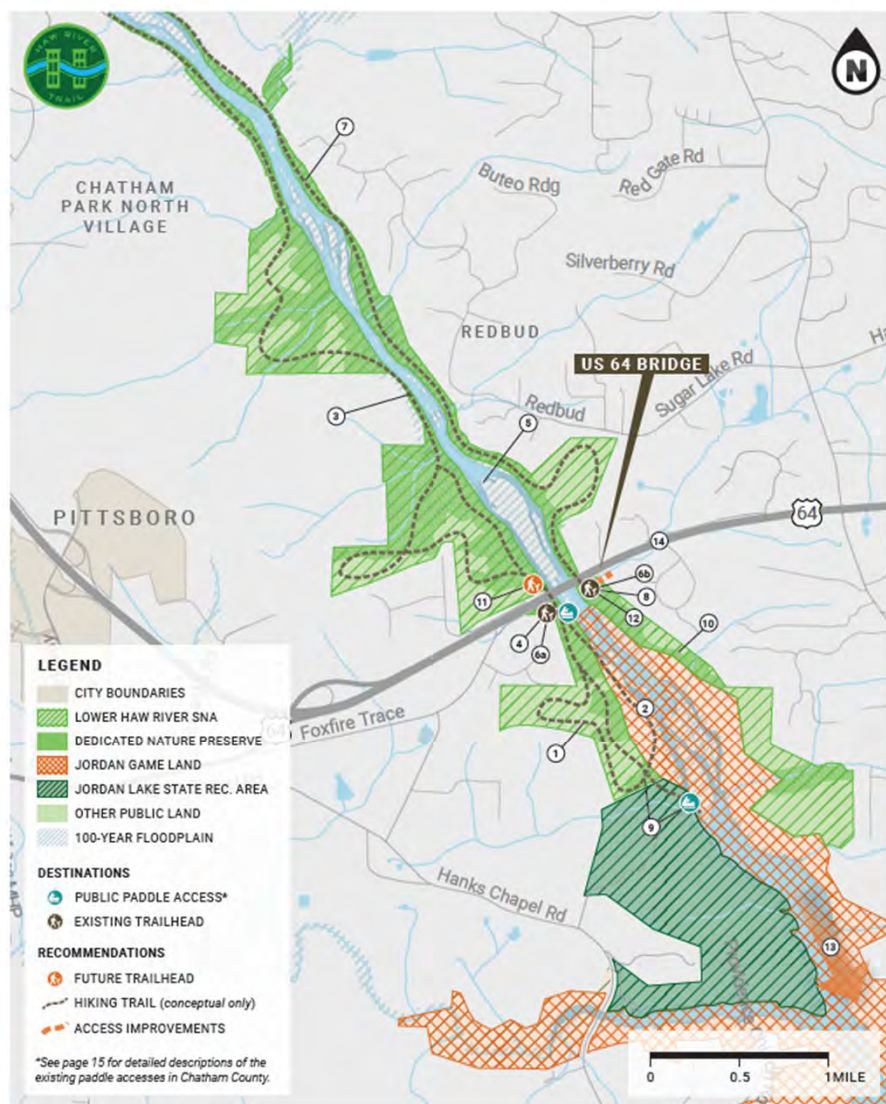 HAW RIVER
TRAIL
N
7
CHATHAM
PARK NORTH
VILLAGE
Buteo Rdg
Red Gate Rd
Silverberry Rd
REDBUD
US 64 BRIDGE
Sugar Lake Rd
Redbud
3
5
PITTSBORO
64
14
6b
11
8
12
4
10
6a
2
Foxfire Trace
64
1
9
Hanks Chapel Rd
13
LEGEND
CITY BOUNDARIES
LOWER HAW RIVER SNA
DEDICATED NATURE PRESERVE
JORDAN GAME LAND
JORDAN LAKE STATE REC. AREA
OTHER PUBLIC LAND
100-YEAR FLOODPLAIN
DESTINATIONS
PUBLIC PADDLE ACCESS*
EXISTING TRAILHEAD
RECOMMENDATIONS
FUTURE TRAILHEAD
HIKING TRAIL (conceptual only)
ACCESS IMPROVEMENTS
*See page 15 for detailed descriptions of the
existing paddle accesses in Chatham County.
0 0.5 1MILE